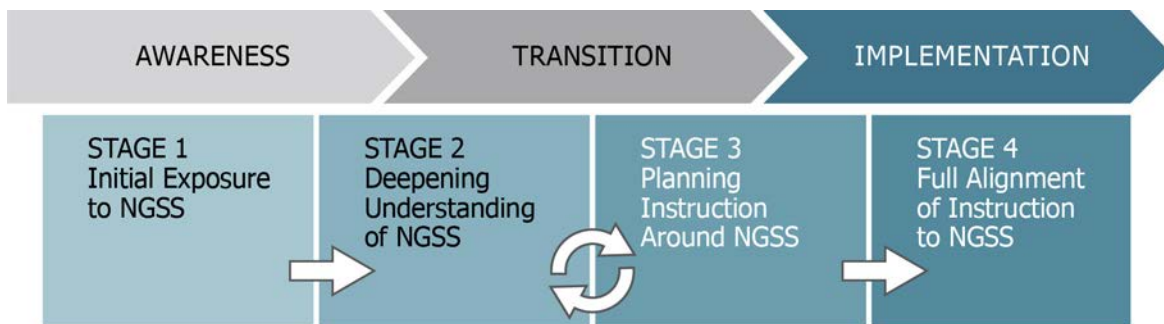 AWARENESS
TRANSITION
IMPLEMENTATION
STAGE 1
Initial Exposure
to NGSS
STAGE 2
Deepening
Understanding
of NGSS
STAGE 3
Planning
Instruction
Around NGSS
STAGE 4
Full Alignment
of Instruction
to NGSS